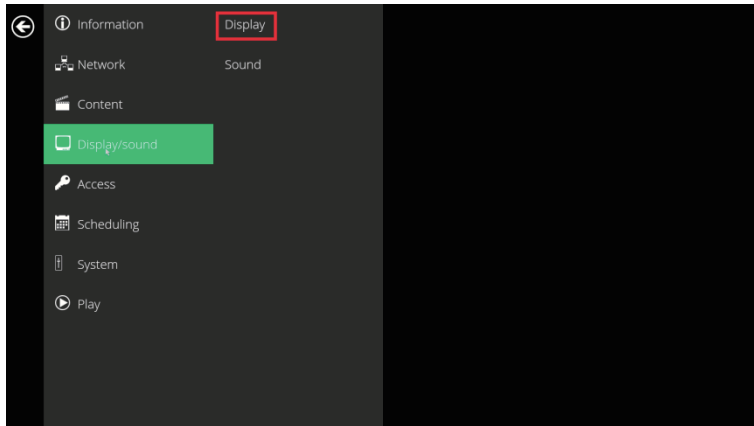 Information
Network
Content
Display/sound
Access
Scheduling
System
Play
Display
Sound